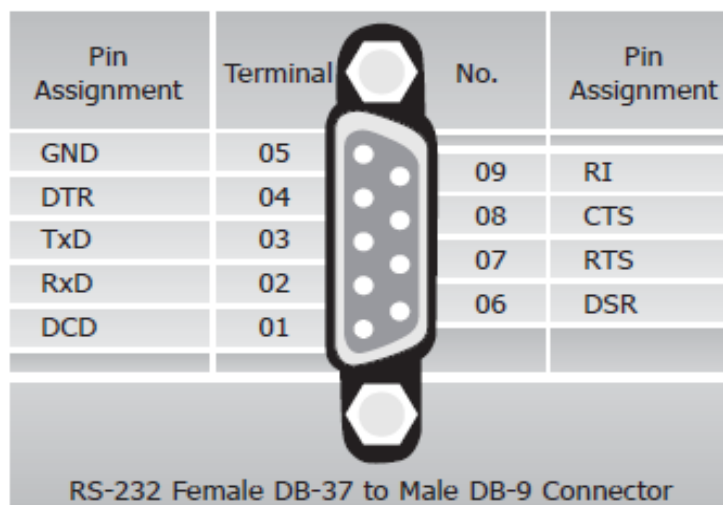 Pin Assignment Terminal No. Pin Assignment
GND 05
09 RI
DTR 04
08 CTS
TxD 03
07 RTS
RxD 02
06 DSR
DCD 01
RS-232 Female DB-37 to Male DB-9 Connector